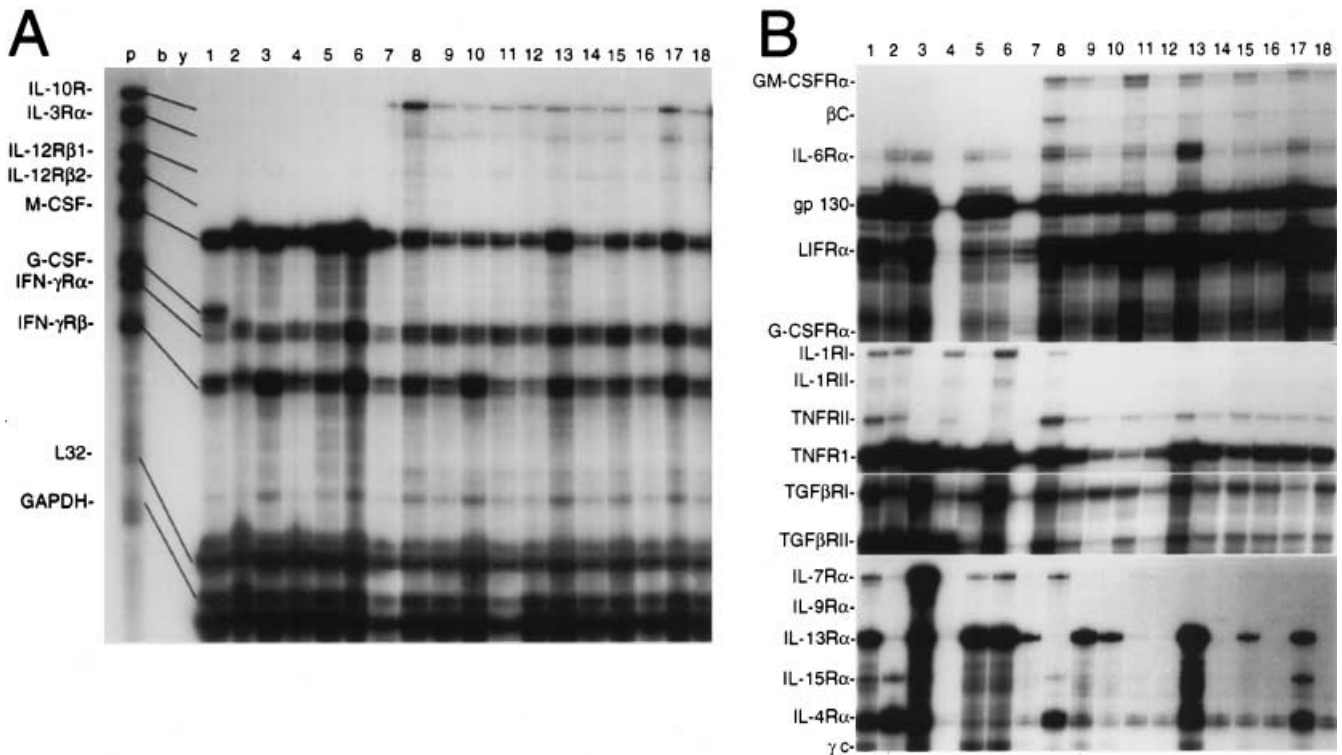 A
B
p b y 1 2 3 4 5 6 7 8 9 10 11 12 13 14 15 16 17 18
IL-10R-
IL-3Rα-
IL-12Rβ1-
IL-12Rβ2-
M-CSF-
G-CSF-
IFN-γRα-
IFN-γRβ-
L32-
GAPDH-
1 2 3 4 5 6 7 8 9 10 11 12 13 14 15 16 17 18
GM-CSFRα-
βC-
IL-6Rα-
gp 130-
LIFRα-
G-CSFRα-
IL-1RI-
IL-1RII-
TNFRII-
TNFR1-
TGFβRI-
TGFβRII-
IL-7Rα-
IL-9Rα-
IL-13Rα-
IL-15Rα-
IL-4Rα-
γc-